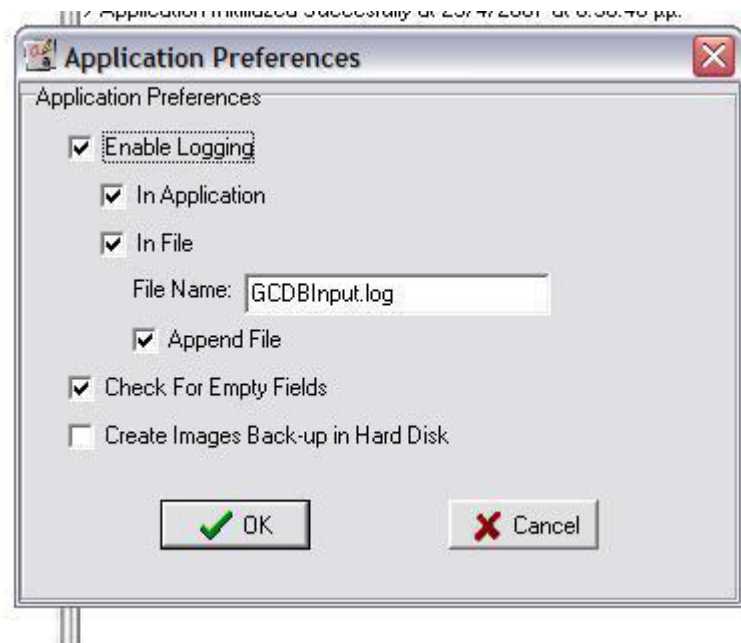 Application Preferences
Application Preferences
Enable Logging
In Application
In File
File Name: GCDBInput.log
Append File
Check For Empty Fields
Create Images Back-up in Hard Disk
OK Cancel